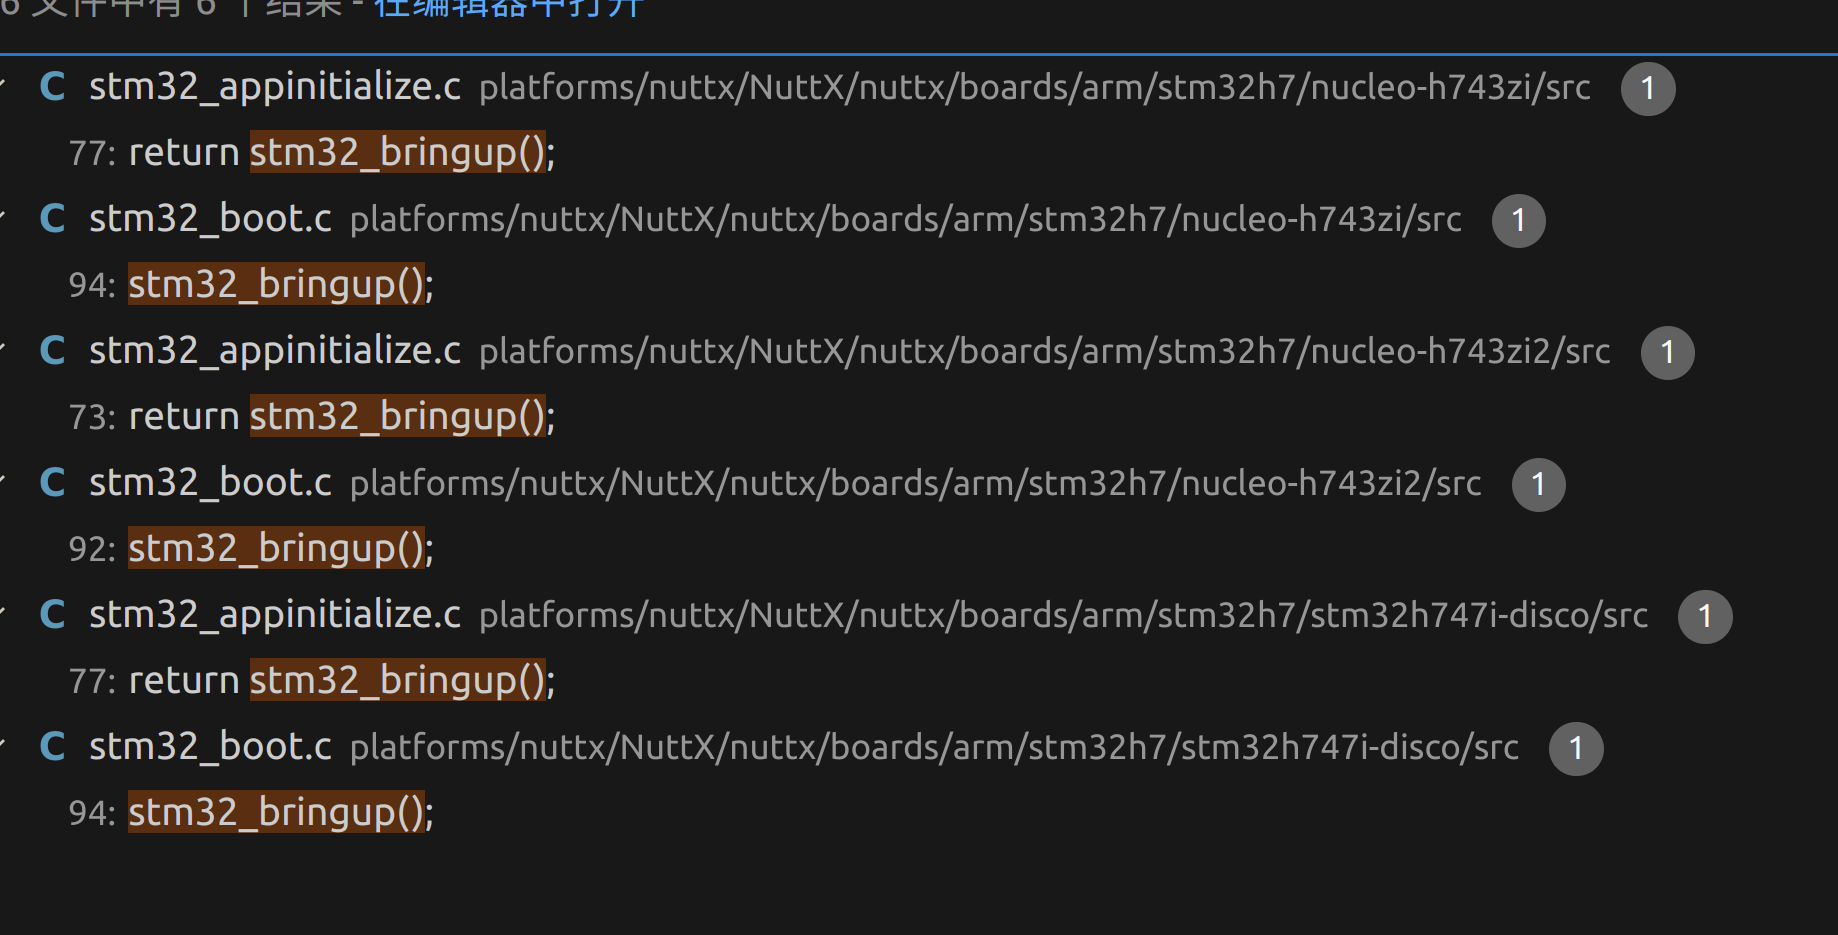 6 文件中有 6 个结果 - 在编辑器中打开
C stm32_appinitialize.c platforms/nuttx/NuttX/nuttx/boards/arm/stm32h7/nucleo-h743zi/src 1
77: return stm32_bringup();
C stm32_boot.c platforms/nuttx/NuttX/nuttx/boards/arm/stm32h7/nucleo-h743zi/src 1
94: stm32_bringup();
C stm32_appinitialize.c platforms/nuttx/NuttX/nuttx/boards/arm/stm32h7/nucleo-h743zi2/src 1
73: return stm32_bringup();
C stm32_boot.c platforms/nuttx/NuttX/nuttx/boards/arm/stm32h7/nucleo-h743zi2/src 1
92: stm32_bringup();
C stm32_appinitialize.c platforms/nuttx/NuttX/nuttx/boards/arm/stm32h7/stm32h747i-disco/src 1
77: return stm32_bringup();
C stm32_boot.c platforms/nuttx/NuttX/nuttx/boards/arm/stm32h7/stm32h747i-disco/src 1
94: stm32_bringup();